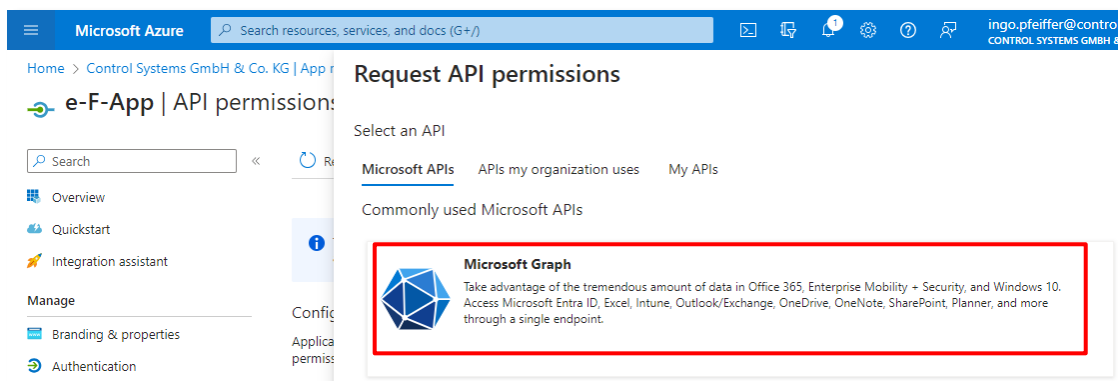 Microsoft Azure
Search resources, services, and docs (G+/)
1
ingo.pfeiffer@contro
CONTROL SYSTEMS GMBH &
Home > Control Systems GmbH & Co. KG | App r
e-F-App | API permissions
Search
«
Re
Overview
Quickstart
Integration assistant
Manage
Branding & properties
Authentication
Config
Applica
permiss
Request API permissions
Select an API
Microsoft APIs
APIs my organization uses
My APIs
Commonly used Microsoft APIs
Microsoft Graph
Take advantage of the tremendous amount of data in Office 365, Enterprise Mobility + Security, and Windows 10.
Access Microsoft Entra ID, Excel, Intune, Outlook/Exchange, OneDrive, OneNote, SharePoint, Planner, and more
through a single endpoint.